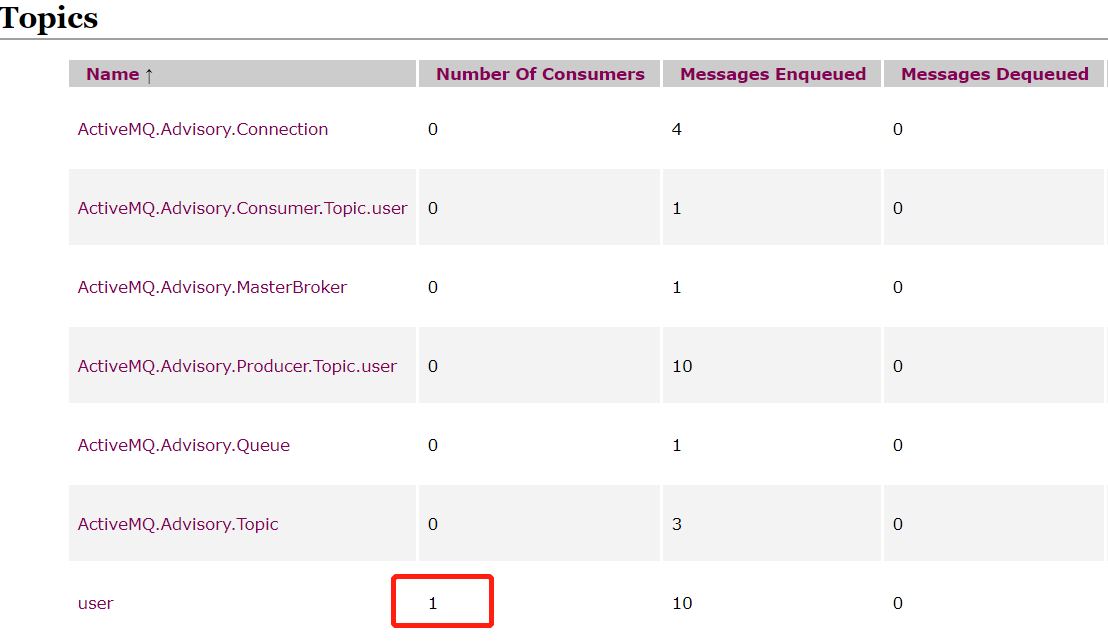 Topics
Name ↑ Number Of Consumers Messages Enqueued Messages Dequeued
ActiveMQ.Advisory.Connection 0 4 0
ActiveMQ.Advisory.Consumer.Topic.user 0 1 0
ActiveMQ.Advisory.MasterBroker 0 1 0
ActiveMQ.Advisory.Producer.Topic.user 0 10 0
ActiveMQ.Advisory.Queue 0 1 0
ActiveMQ.Advisory.Topic 0 3 0
user 1 10 0